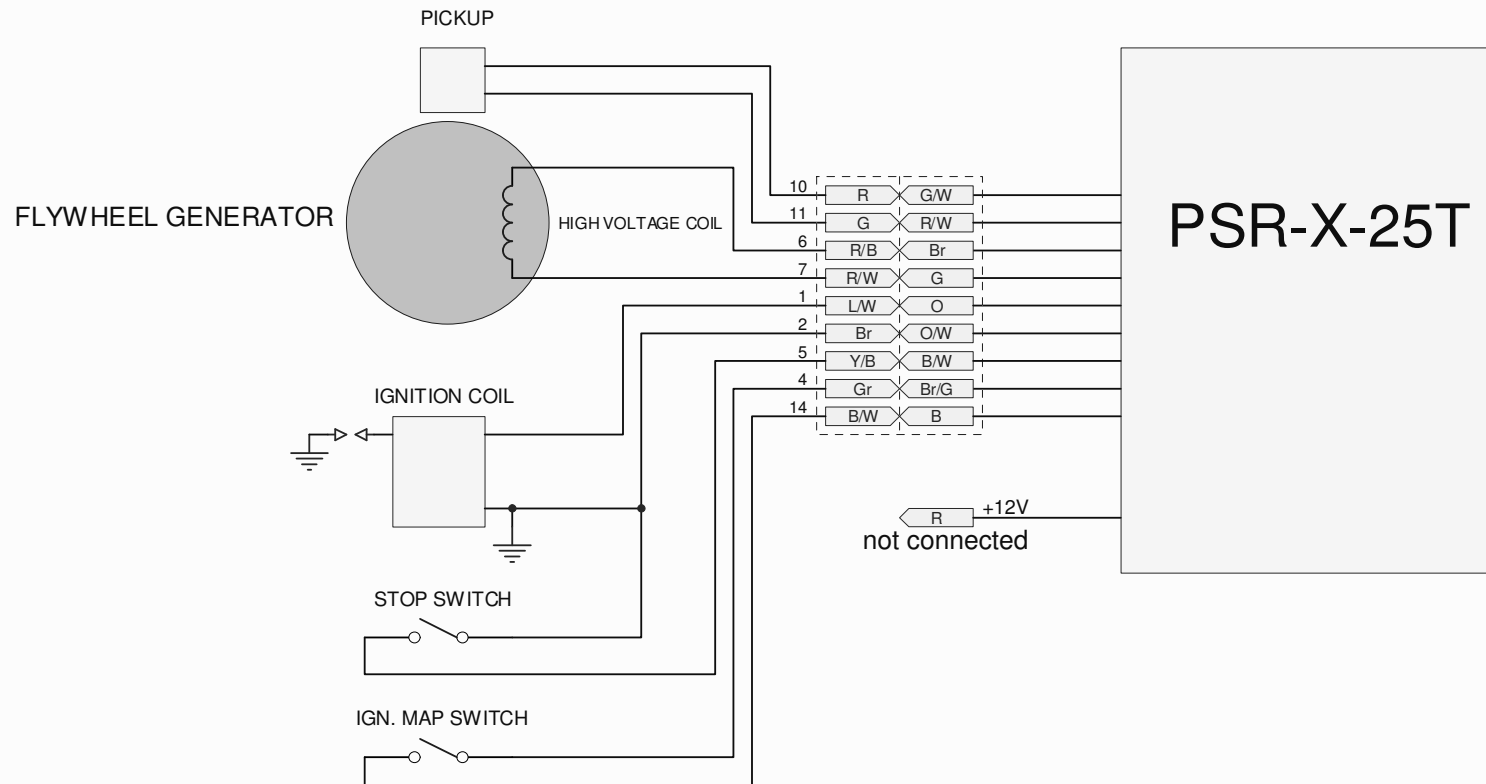 PICKUP
FLYWHEEL GENERATOR
HIGH VOLTAGE COIL
PSR-X-25T
10 R G/W
11 G R/W
6 R/B Br
7 R/W G
1 L/W O
2 Br O/W
5 Y/B B/W
4 Gr Br/G
14 B/W B
IGNITION COIL
R +12V
not connected
STOP SWITCH
IGN. MAP SWITCH